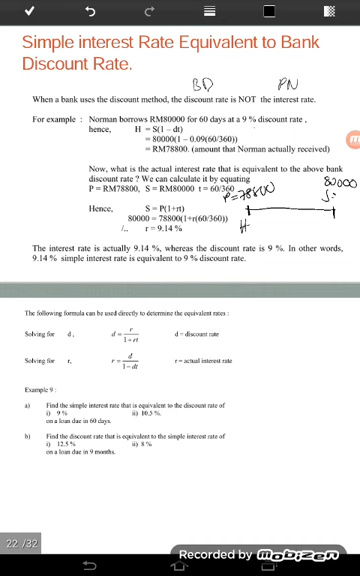 Simple interest Rate Equivalent to Bank
Discount Rate.
BD PN
When a bank uses the discount method, the discount rate is NOT the interest rate.
For example : Norman borrows RM80000 for 60 days at a 9 % discount rate ,
hence, H = S(1 – dt)
= 80000(1 – 0.09(60/360))
= RM78800. (amount that Norman actually received)
Now, what is the actual interest rate that is equivalent to the above bank
discount rate ? We can calculate it by equating
P = RM78800, S = RM80000 t = 60/360
P=78800 80000
S
Hence, S = P(1+rt)
80000 = 78800(1+r(60/360))
r = 9.14 %
H
The interest rate is actually 9.14 %, whereas the discount rate is 9 %. In other words,
9.14 % simple interest rate is equivalent to 9 % discount rate.
The following formula can be used directly to determine the equivalent rates :
Solving for d, d = r / 1 + rt d = discount rate
Solving for r, r = d / 1 – dt r = actual interest rate
Example 9 :
a) Find the simple interest rate that is equivalent to the discount rate of
i) 9 % ii) 10.5 %.
on a loan due in 60 days.
b) Find the discount rate that is equivalent to the simple interest rate of
i) 12.5 % ii) 8 %
on a loan due in 9 months.
22 /32
Recorded by Mobizen